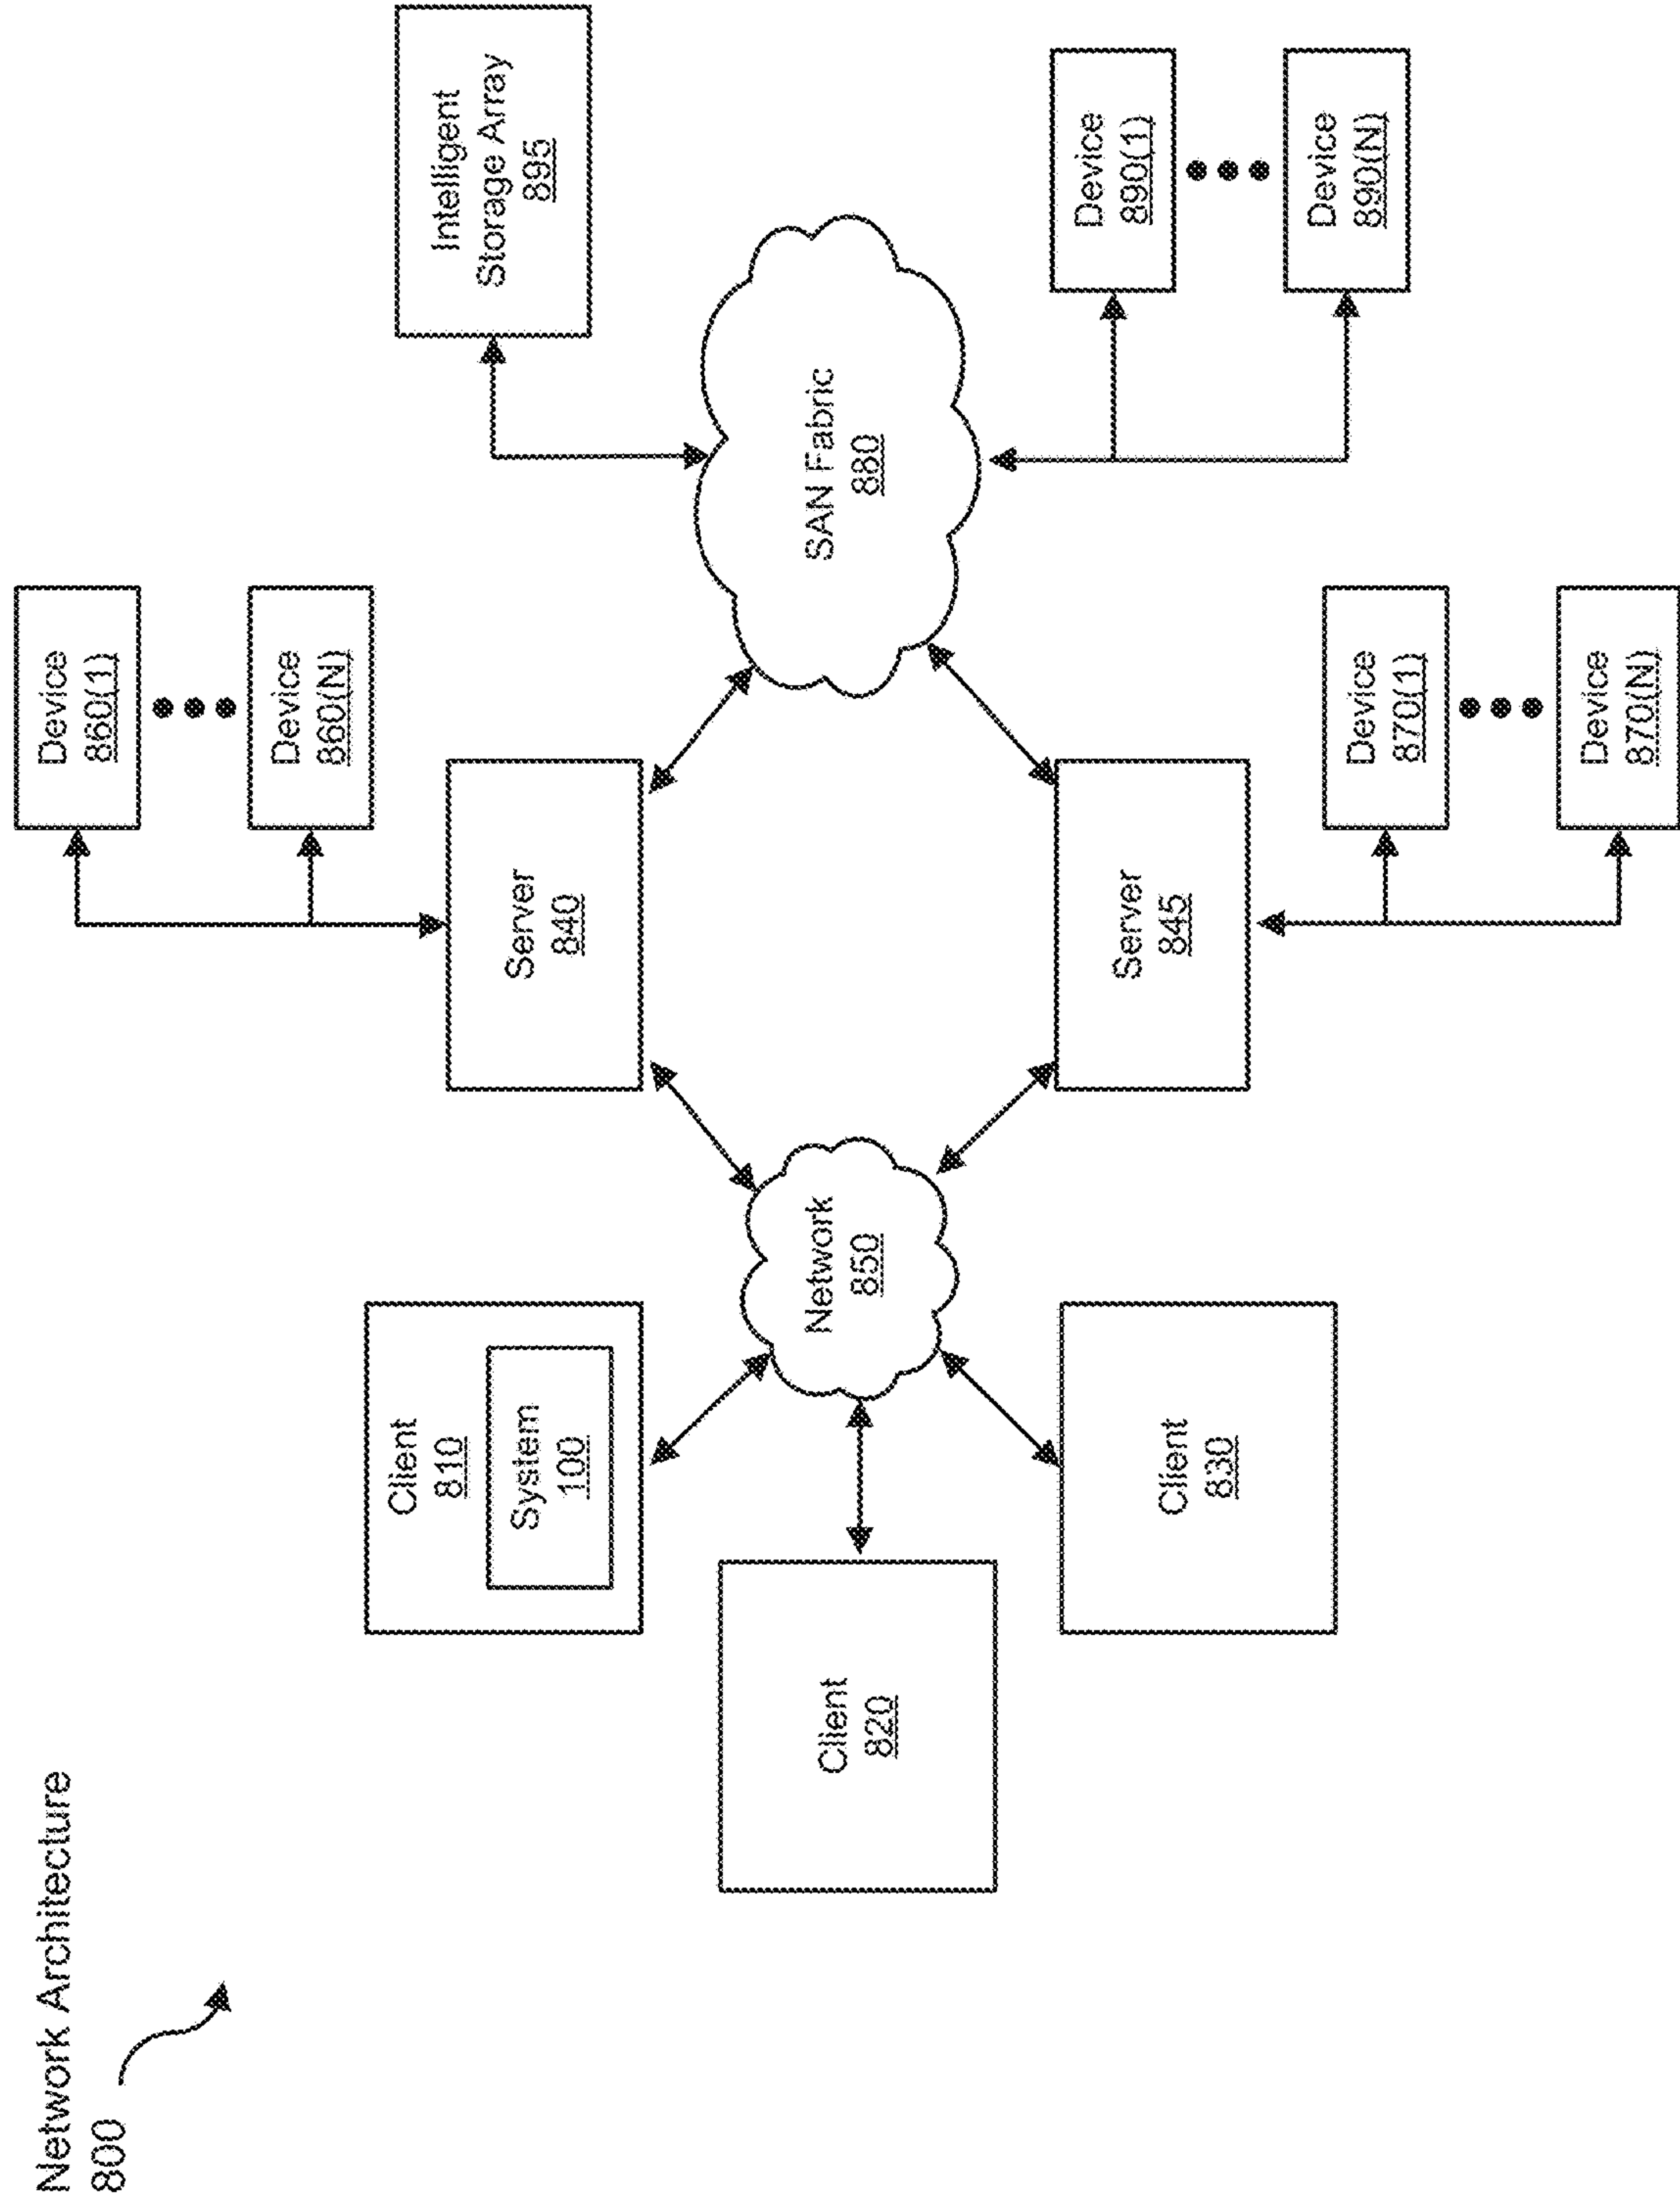 Network Architecture
800
Client
810
System
100
Client
820
Client
830
Network
850
Server
840
Server
845
Device
860(1)
Device
860(N)
Device
870(1)
Device
870(N)
SAN Fabric
880
Intelligent
Storage Array
895
Device
890(1)
Device
890(N)